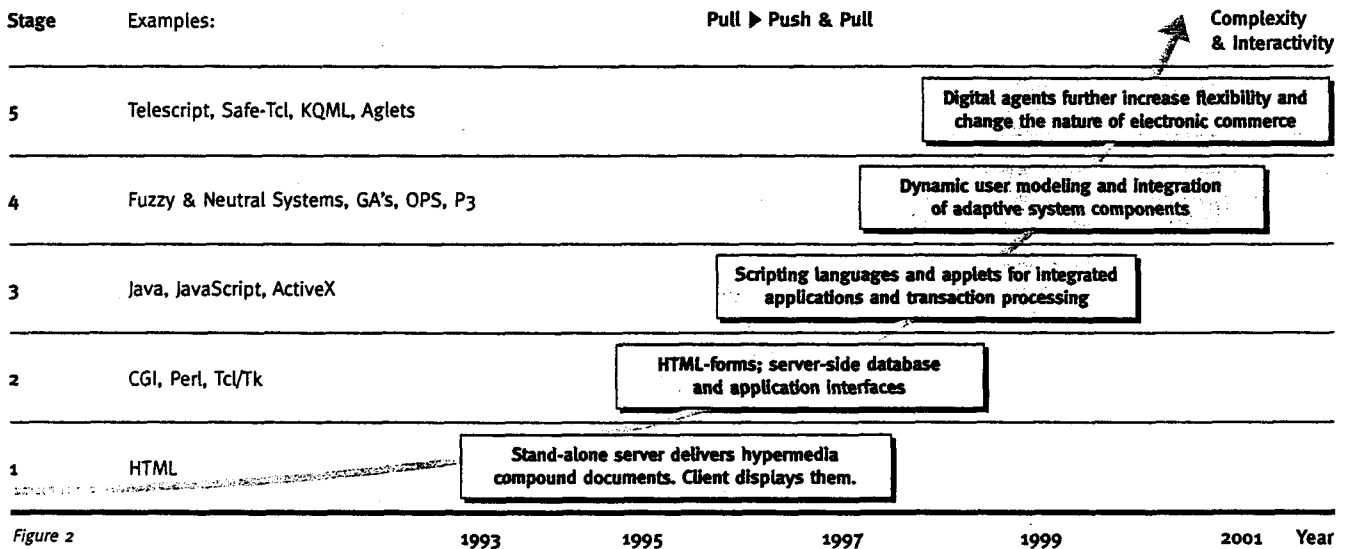 Stage Examples: Pull ▶ Push & Pull Complexity
& Interactivity
5 Telescript, Safe-Tcl, KQML, Aglets
Digital agents further increase flexibility and
change the nature of electronic commerce
4 Fuzzy & Neutral Systems, GA's, OPS, P3
Dynamic user modeling and integration
of adaptive system components
3 Java, JavaScript, ActiveX
Scripting languages and applets for integrated
applications and transaction processing
2 CGI, Perl, Tcl/Tk
HTML-forms; server-side database
and application interfaces
1 HTML
Stand-alone server delivers hypermedia
compound documents. Client displays them.
Figure 2 1993 1995 1997 1999 2001 Year